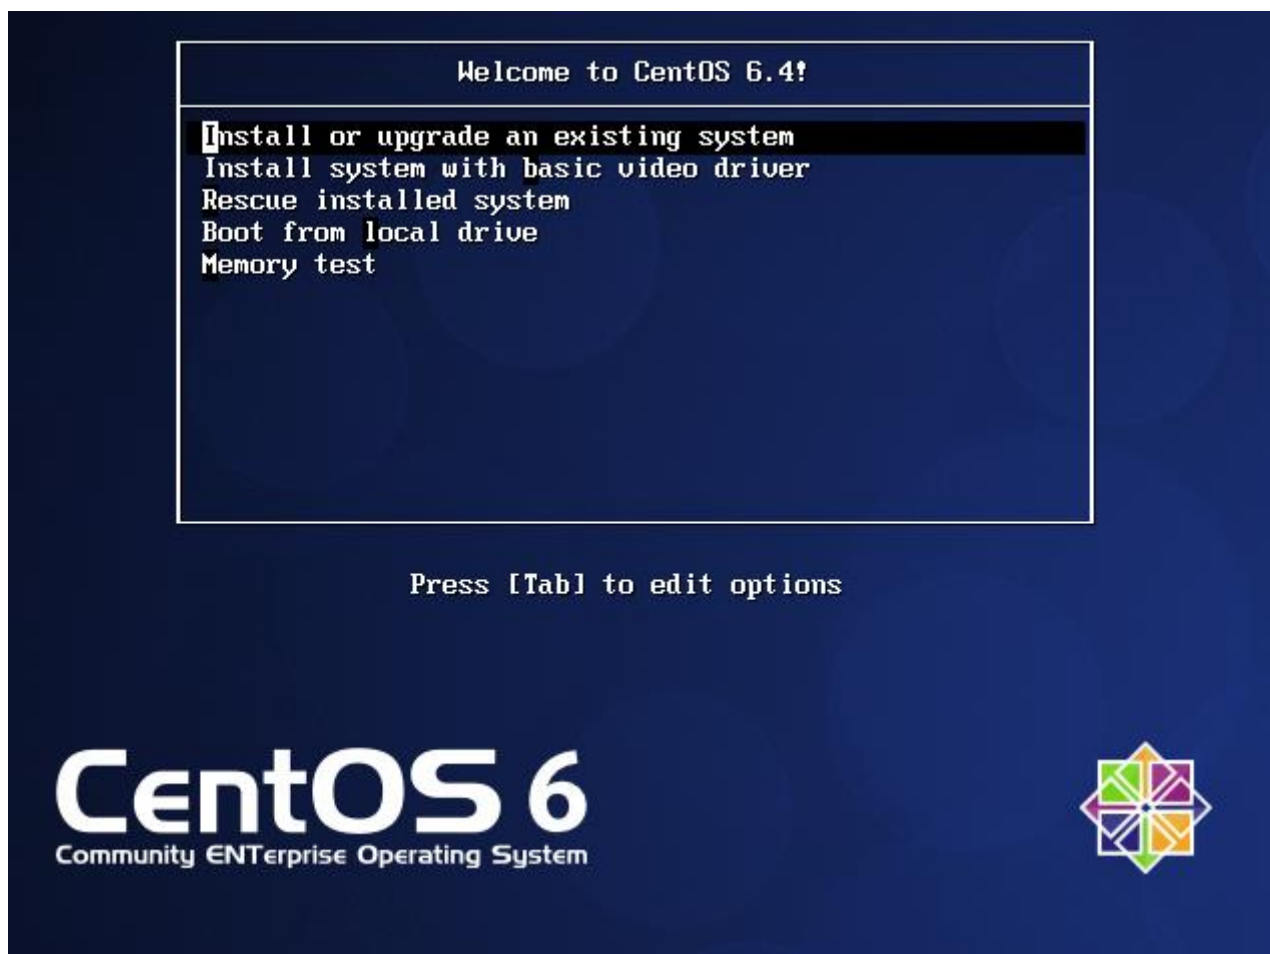 Welcome to CentOS 6.4!
Install or upgrade an existing system
Install system with basic video driver
Rescue installed system
Boot from local drive
Memory test
Press [Tab] to edit options
CentOS 6
Community ENTerprise Operating System